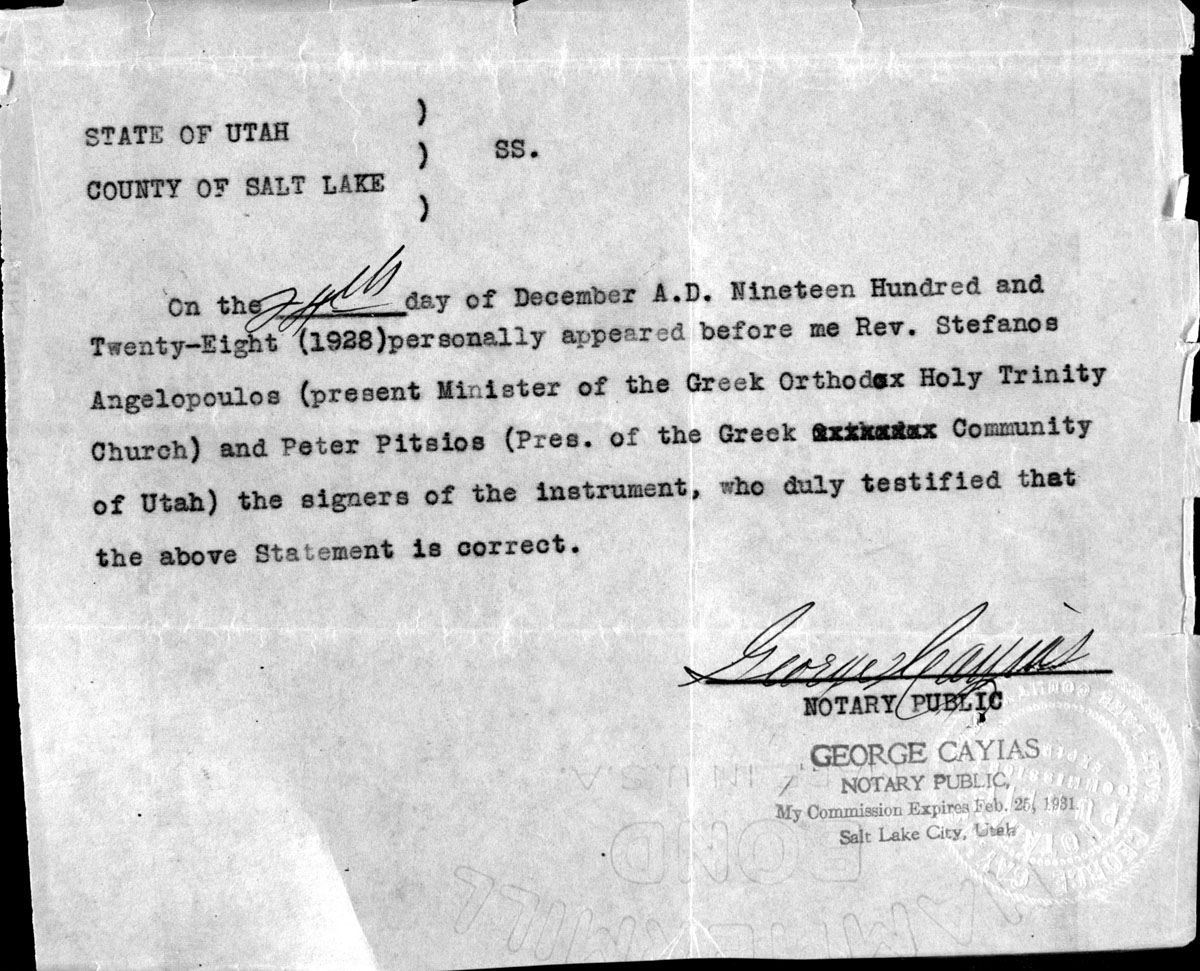 STATE OF UTAH )
) SS.
COUNTY OF SALT LAKE )
On the day of December A.D. Nineteen Hundred and
Twenty-Eight (1928)personally appeared before me Rev. Stefanos
Angelopoulos (present Minister of the Greek Orthodox Holy Trinity
Church) and Peter Pitsios (Pres. of the Greek Community
of Utah) the signers of the instrument, who duly testified that
the above Statement is correct.
George Cayias
NOTARY PUBLIC
GEORGE CAYIAS
NOTARY PUBLIC,
My Commission Expires Feb. 25, 1931.
Salt Lake City, Utah
BOND
HAMMERMILL